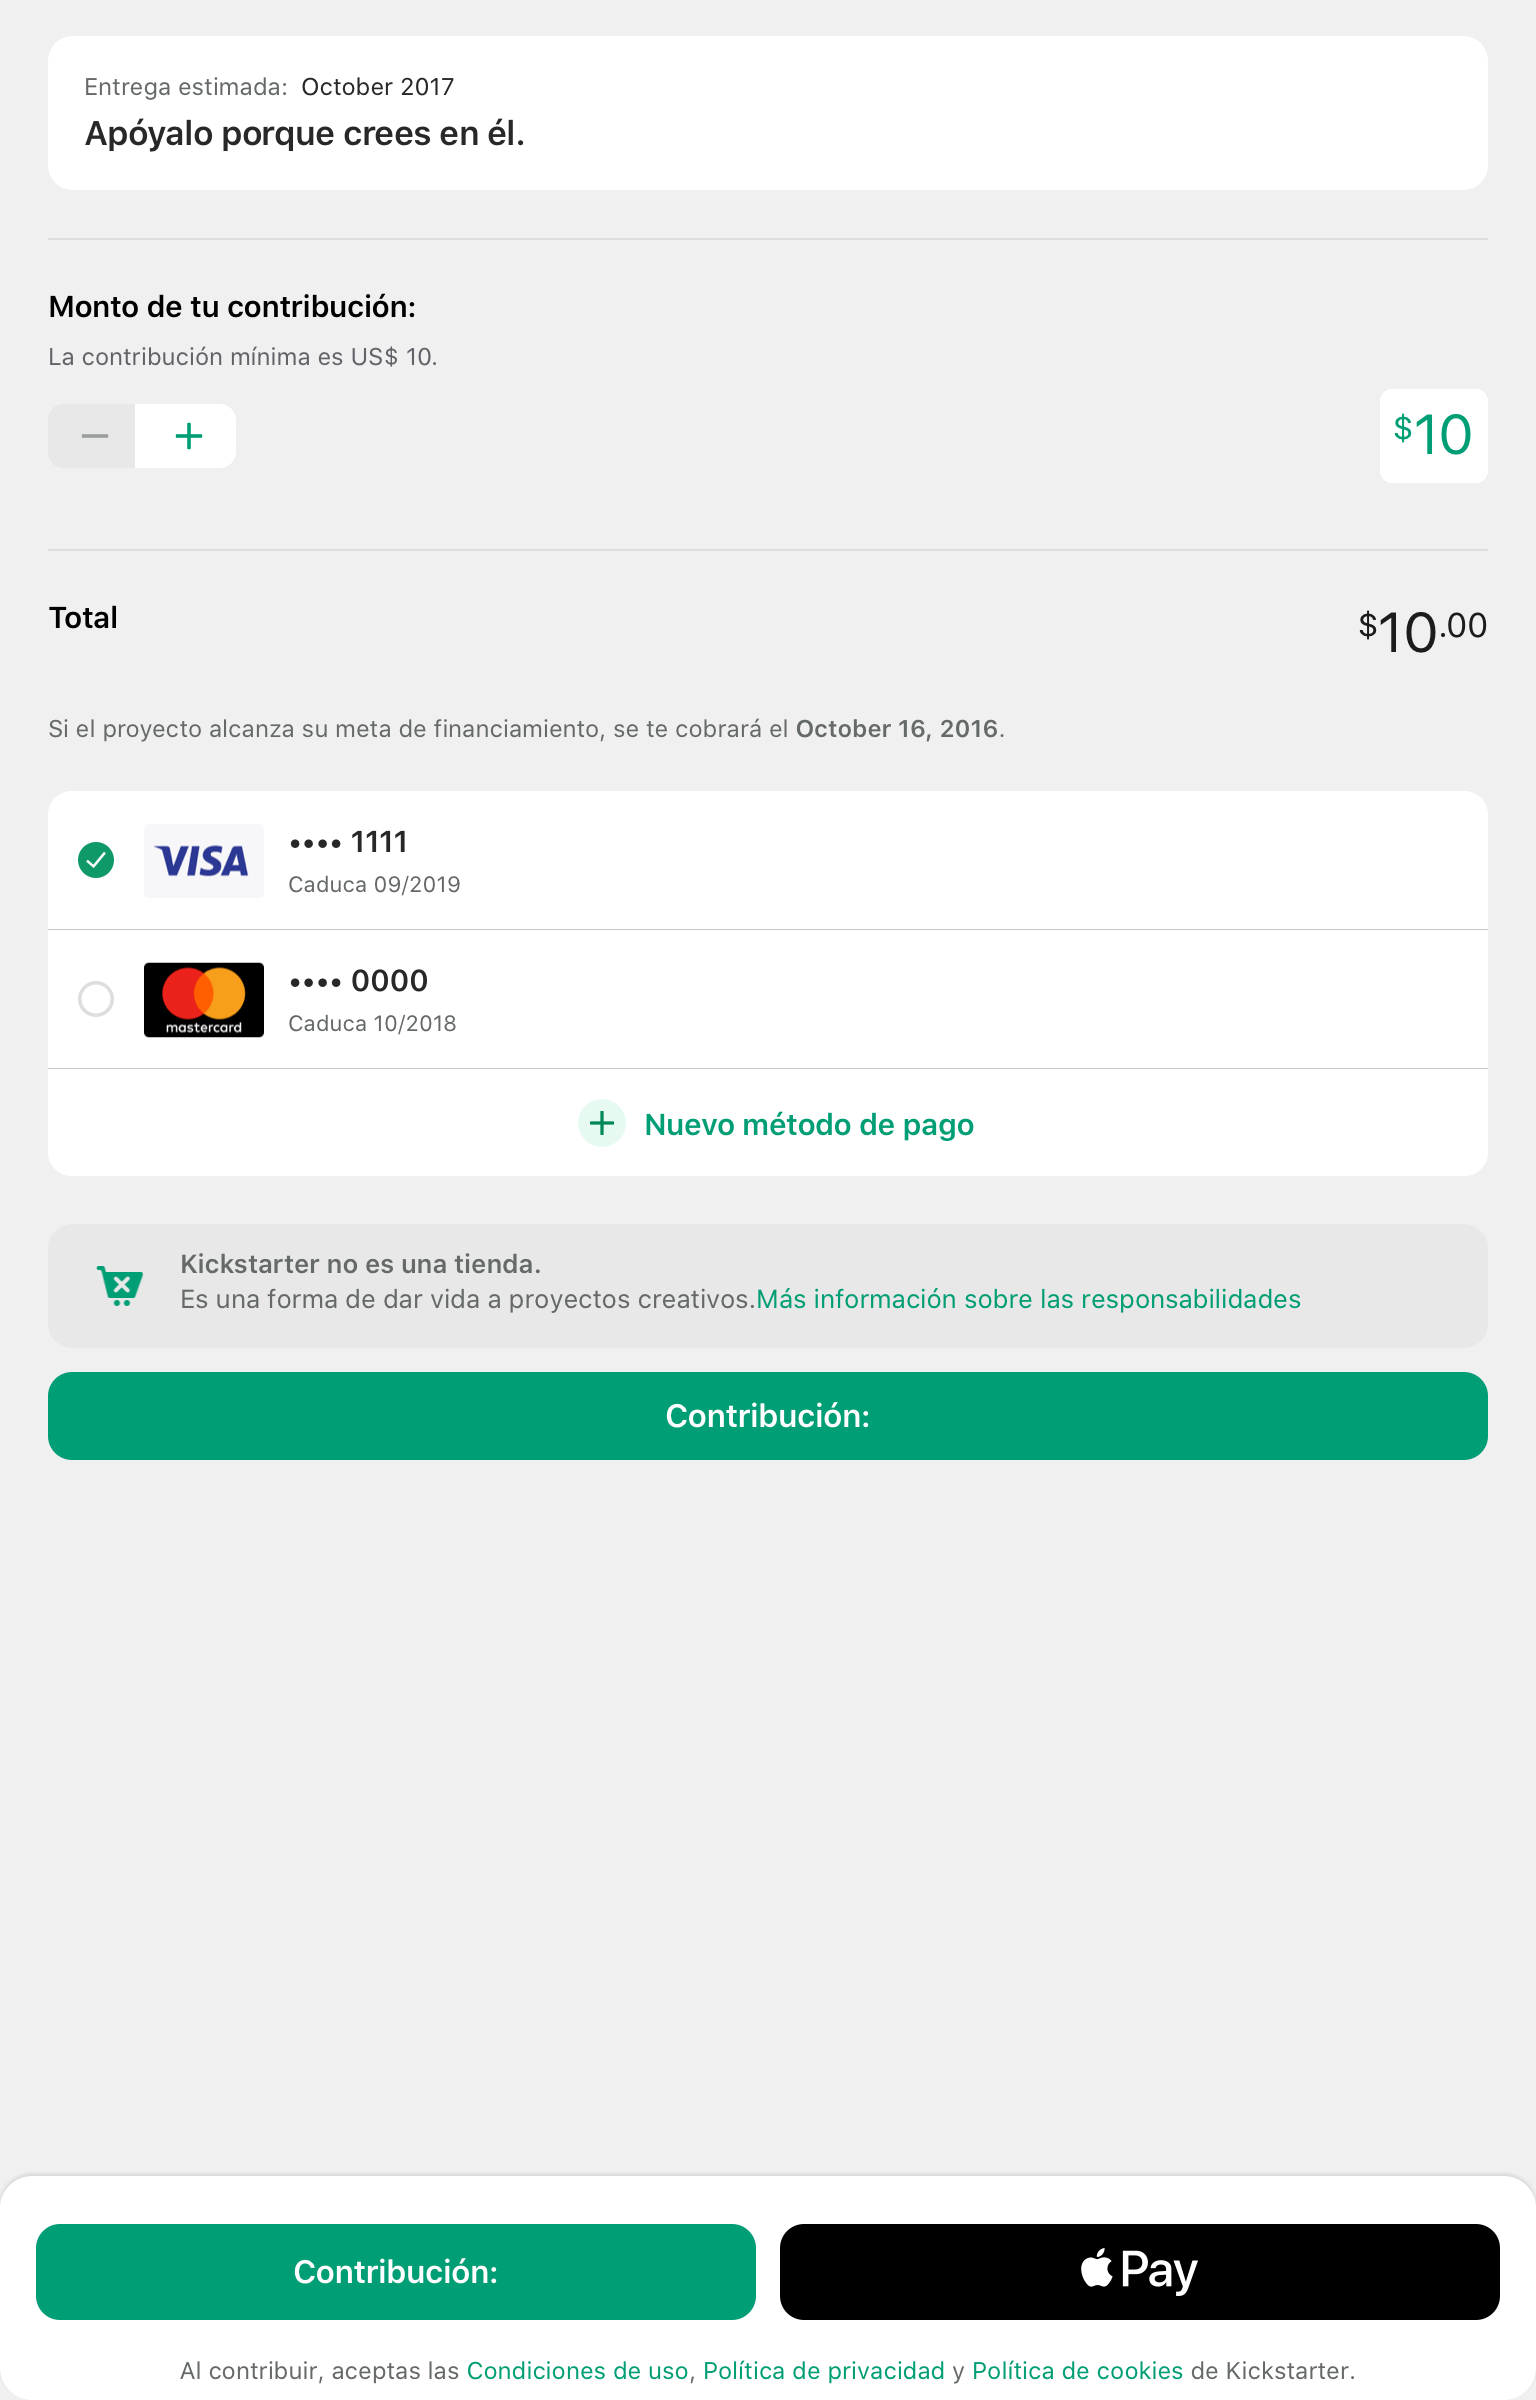 Entrega estimada: October 2017
Apóyalo porque crees en él.
Monto de tu contribución:
La contribución mínima es US$ 10.
$10
Total
$10.00
Si el proyecto alcanza su meta de financiamiento, se te cobrará el October 16, 2016.
VISA
•••• 1111
Caduca 09/2019
mastercard
•••• 0000
Caduca 10/2018
Nuevo método de pago
Kickstarter no es una tienda.
Es una forma de dar vida a proyectos creativos.Más información sobre las responsabilidades
Contribución:
Contribución:
Pay
Al contribuir, aceptas las Condiciones de uso, Política de privacidad y Política de cookies de Kickstarter.